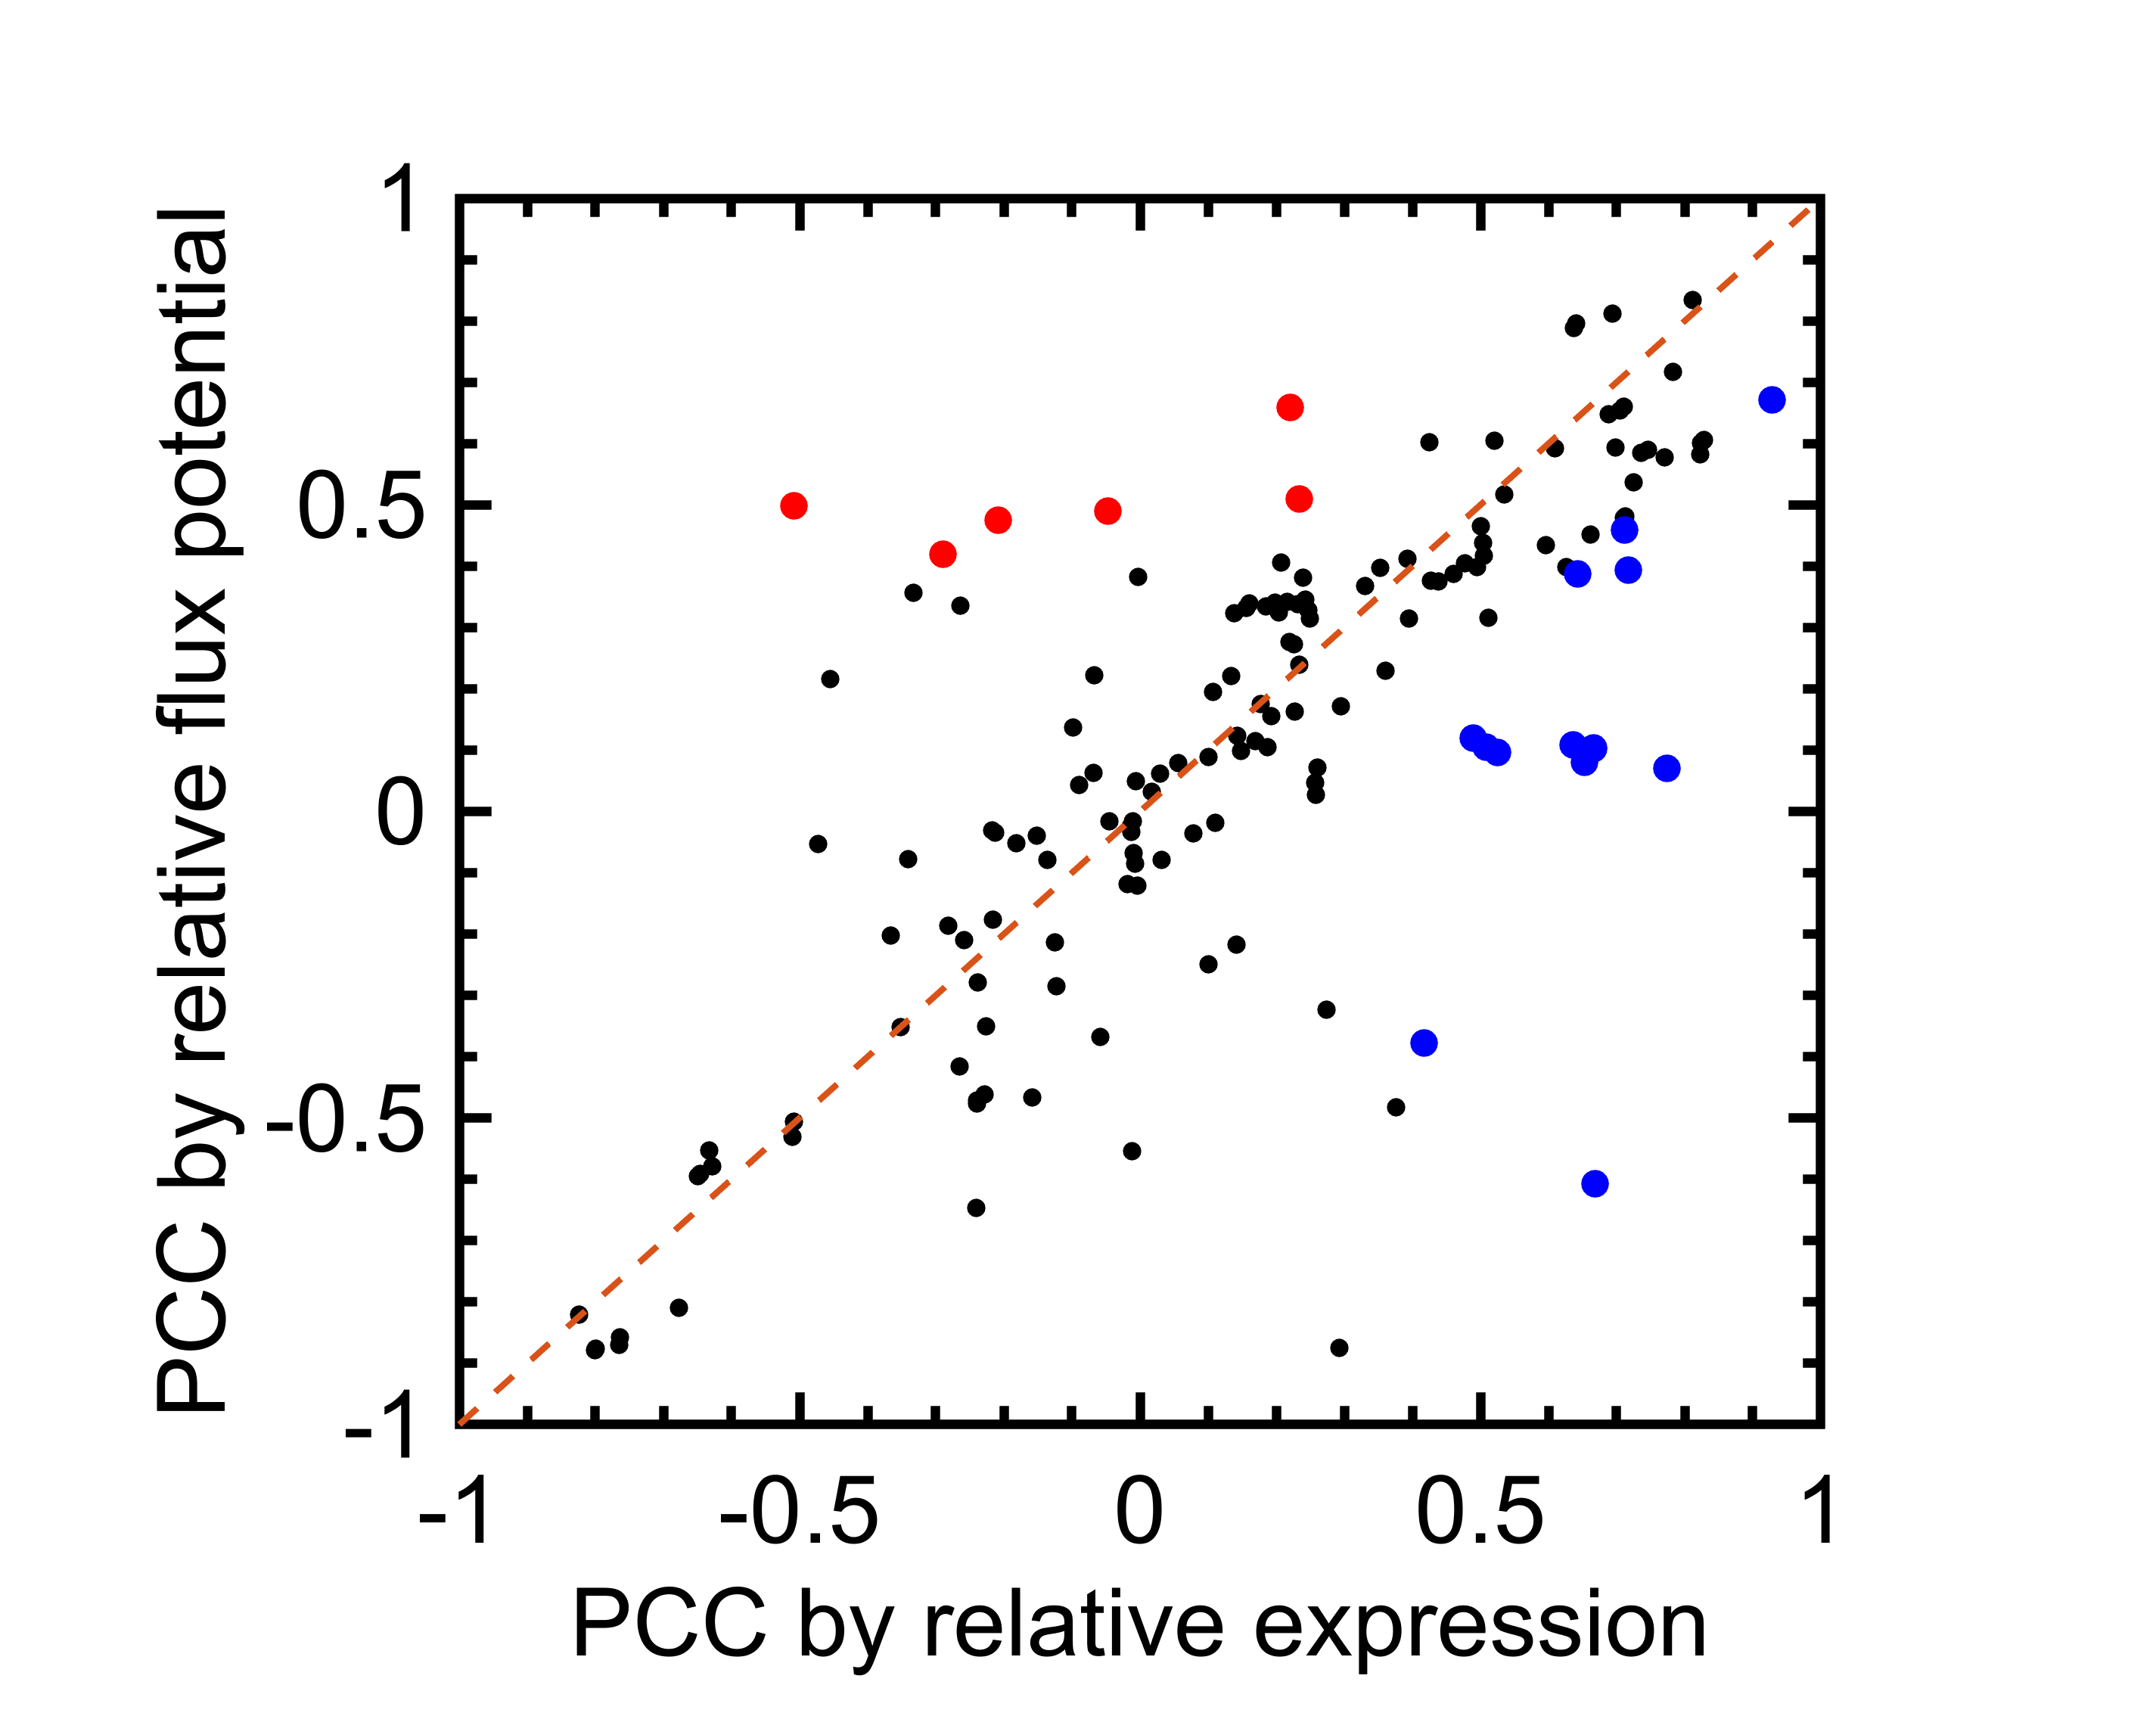 PCC by relative flux potential
1
0.5
0
-0.5
-1
-1 -0.5 0 0.5 1
PCC by relative expression